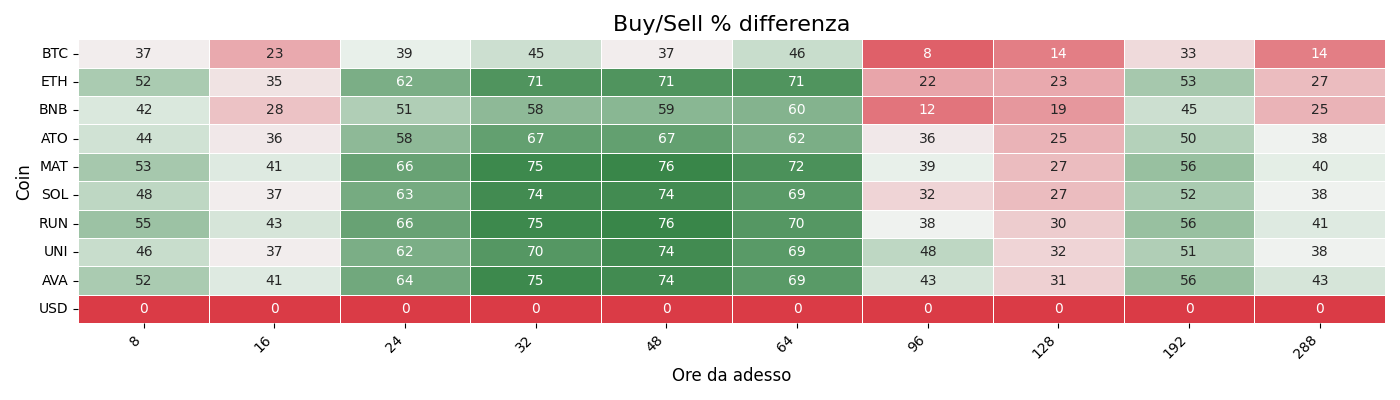 Buy/Sell % differenza
Coin
BTC 37 23 39 45 37 46 8 14 33 14
ETH 52 35 62 71 71 71 22 23 53 27
BNB 42 28 51 58 59 60 12 19 45 25
ATO 44 36 58 67 67 62 36 25 50 38
MAT 53 41 66 75 76 72 39 27 56 40
SOL 48 37 63 74 74 69 32 27 52 38
RUN 55 43 66 75 76 70 38 30 56 41
UNI 46 37 62 70 74 69 48 32 51 38
AVA 52 41 64 75 74 69 43 31 56 43
USD 0 0 0 0 0 0 0 0 0 0
8 16 24 32 48 64 96 128 192 288
Ore da adesso